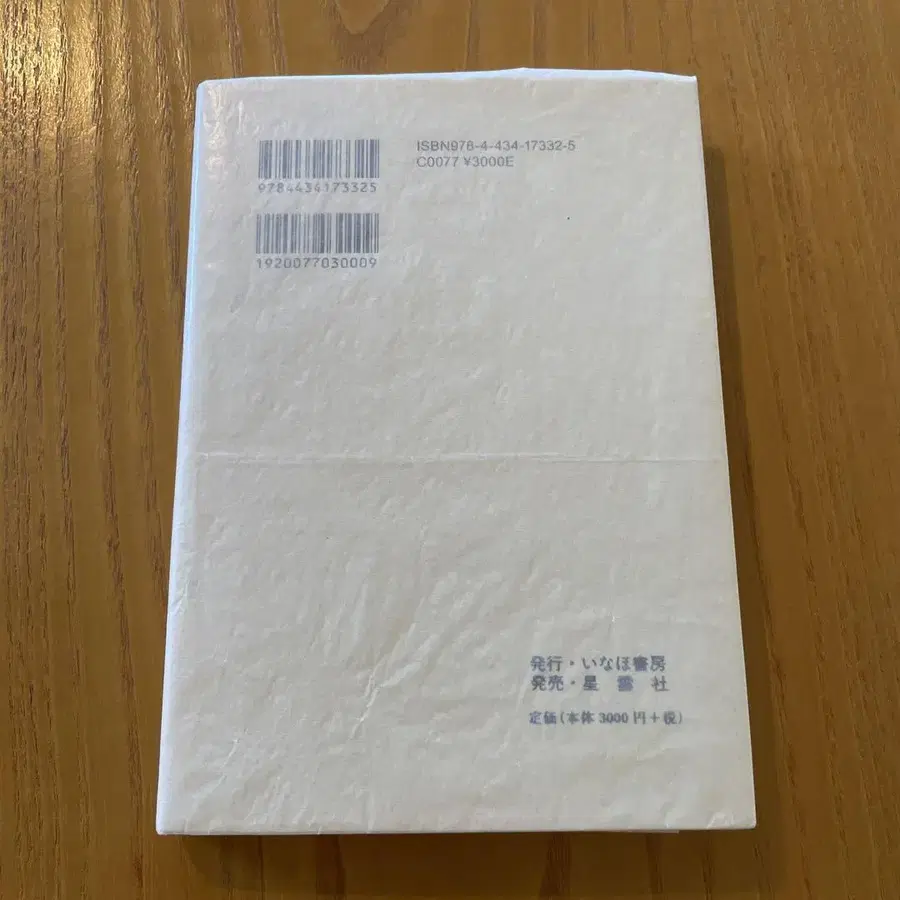 ISBN978-4-434-17332-5
C0077 ¥3000E
9784434173325
1920077030009
発行・いなほ書房
発売・星雲社
定価(本体3000円+税)